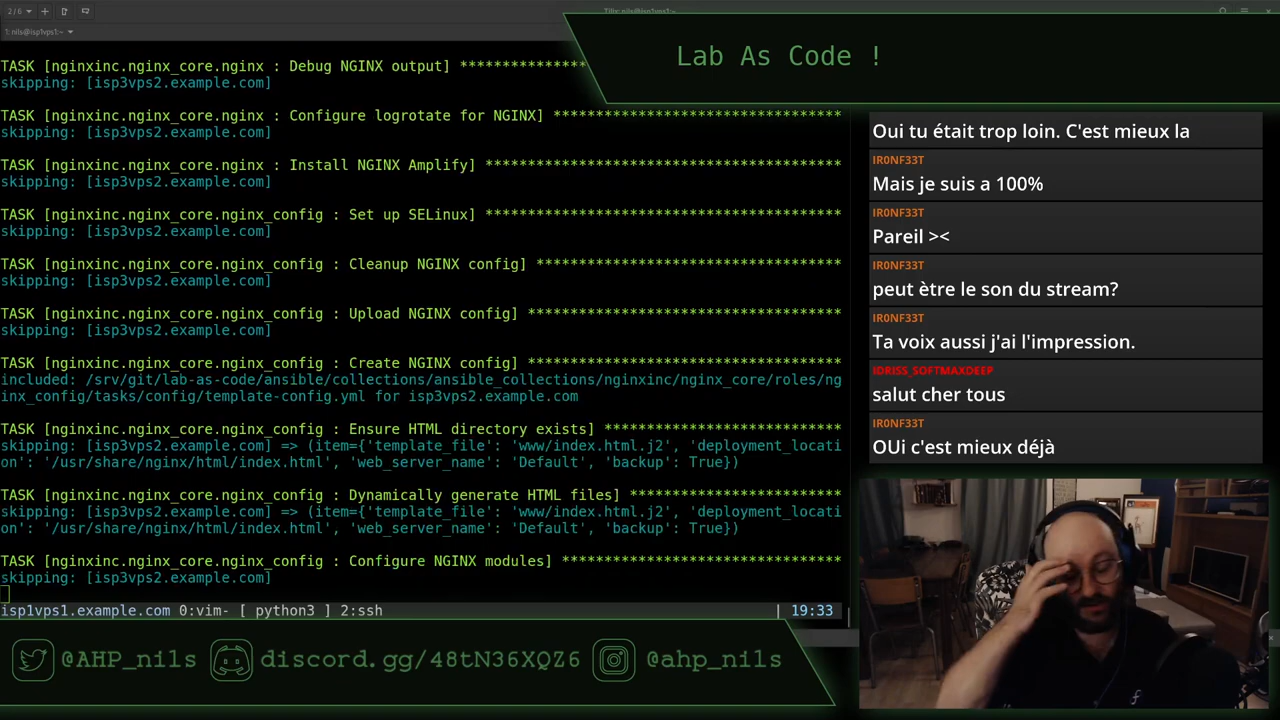 2/6
Tilix: nils@isp1vps1:~
1: nils@isp1vps1:~
Lab As Code !
TASK [nginxinc.nginx_core.nginx : Debug NGINX output] ***************
skipping: [isp3vps2.example.com]
TASK [nginxinc.nginx_core.nginx : Configure logrotate for NGINX] ***********************************
skipping: [isp3vps2.example.com]
TASK [nginxinc.nginx_core.nginx : Install NGINX Amplify] *******************************************
skipping: [isp3vps2.example.com]
TASK [nginxinc.nginx_core.nginx_config : Set up SELinux] ******************************************
skipping: [isp3vps2.example.com]
TASK [nginxinc.nginx_core.nginx_config : Cleanup NGINX config] ************************************
skipping: [isp3vps2.example.com]
TASK [nginxinc.nginx_core.nginx_config : Upload NGINX config] *************************************
skipping: [isp3vps2.example.com]
TASK [nginxinc.nginx_core.nginx_config : Create NGINX config] *************************************
included: /srv/git/lab-as-code/ansible/collections/ansible_collections/nginxinc/nginx_core/roles/ng
inx_config/tasks/config/template-config.yml for isp3vps2.example.com
TASK [nginxinc.nginx_core.nginx_config : Ensure HTML directory exists] ****************************
skipping: [isp3vps2.example.com] => (item={'template_file': 'www/index.html.j2', 'deployment_locati
on': '/usr/share/nginx/html/index.html', 'web_server_name': 'Default', 'backup': True})
TASK [nginxinc.nginx_core.nginx_config : Dynamically generate HTML files] *************************
skipping: [isp3vps2.example.com] => (item={'template_file': 'www/index.html.j2', 'deployment_locati
on': '/usr/share/nginx/html/index.html', 'web_server_name': 'Default', 'backup': True})
TASK [nginxinc.nginx_core.nginx_config : Configure NGINX modules] *********************************
skipping: [isp3vps2.example.com]
isp1vps1.example.com 0:vim- [ python3 ] 2:ssh | 19:33
Oui tu était trop loin. C'est mieux la
IR0NF33T
Mais je suis a 100%
IR0NF33T
Pareil ><
IR0NF33T
peut ètre le son du stream?
IR0NF33T
Ta voix aussi j'ai l'impression.
IDRISS_SOFTMAXDEEP
salut cher tous
IR0NF33T
OUi c'est mieux déjà
@AHP_nils discord.gg/48tN36XQZ6 @ahp_nils